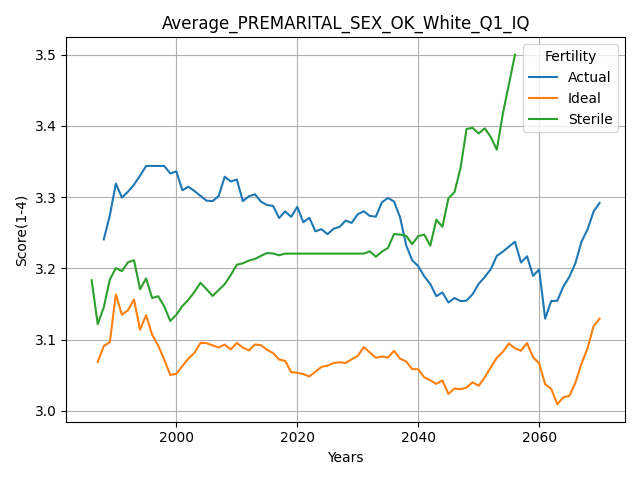 Average_PREMARITAL_SEX_OK_White_Q1_IQ
Fertility
Actual
Ideal
Sterile
3.5
3.4
3.3
3.2
3.1
3.0
Score(1-4)
2000 2020 2040 2060
Years